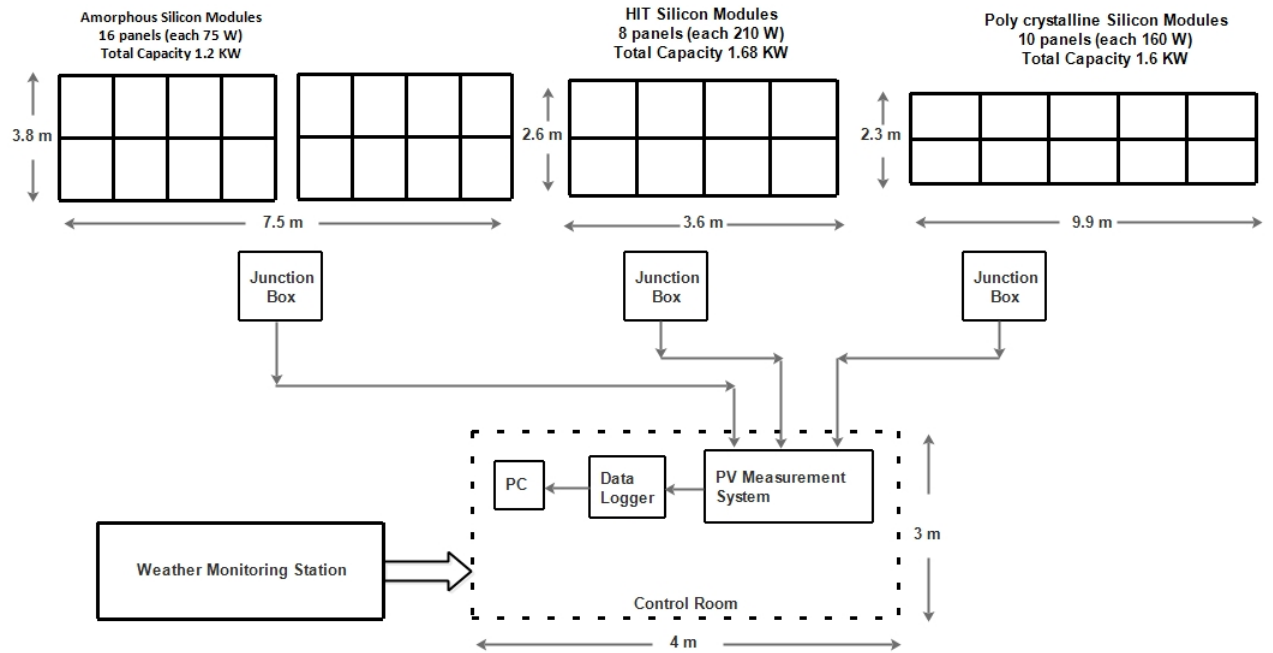 Amorphous Silicon Modules
16 panels (each 75 W)
Total Capacity 1.2 KW
HIT Silicon Modules
8 panels (each 210 W)
Total Capacity 1.68 KW
Poly crystalline Silicon Modules
10 panels (each 160 W)
Total Capacity 1.6 KW
3.8 m
2.6 m
2.3 m
7.5 m
3.6 m
9.9 m
Junction
Box
Junction
Box
Junction
Box
PC
Data
Logger
PV Measurement
System
3 m
Weather Monitoring Station
Control Room
4 m